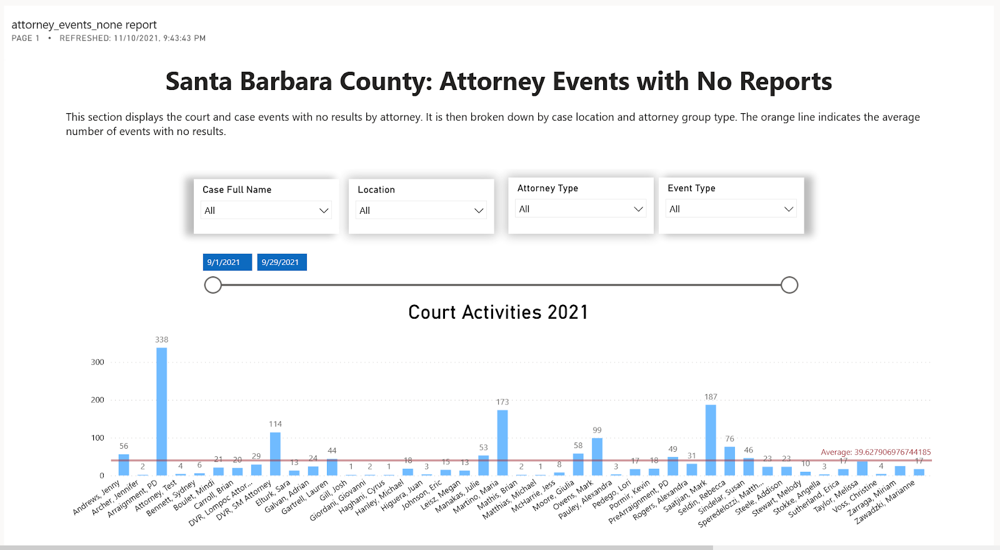 attorney_events_none report
PAGE 1 • REFRESHED: 11/10/2021, 9:43:43 PM
Santa Barbara County: Attorney Events with No Reports
This section displays the court and case events with no results by attorney. It is then broken down by case location and attorney group type. The orange line indicates the average
number of events with no results.
Case Full Name
All
Location
All
Attorney Type
All
Event Type
All
9/1/2021 9/29/2021
Court Activities 2021
300
200
100
0
56 2 338 4 6 21 20 29 114 13 24 44 1 2 1 18 3 15 13 53 173 2 1 8 58 99 3 17 18 49 31 187 76 46 23 23 10 3 17 4 17
Average: 39.627906976744185
Andrews, Jenny
Archer, Jennifer
Arraignment, PD
Attorney, Test
Bennett, Sydney
Boulet, Mindi
Carroll, Brian
DVR, Lompoc Attor...
DVR, SM Attorney
Elturk, Sara
Galvan, Adrian
Gartrell, Lauren
Gill, Josh
Giordani, Giovanni
Haghani, Cyrus
Hanley, Michael
Higuera, Juan
Johnson, Eric
Leisz, Megan
Manakas, Julie
Martino, Maria
Mathis, Brian
Matthias, Michael
McHarrie, Jess
Moore, Giulia
Owens, Mark
Pauley, Alexandra
Pedego, Lori
Pormir, Kevin
PreArraignment, PD
Rogers, Alexandra
Saatjian, Mark
Seldin, Rebecca
Sindelar, Susan
Speredelozzi, Matth...
Steele, Addison
Stewart, Melody
Stokke, Angella
Sutherland, Erica
Taylor, Melissa
Voss, Christine
Zarraga, Miriam
Zawadzki, Marianne